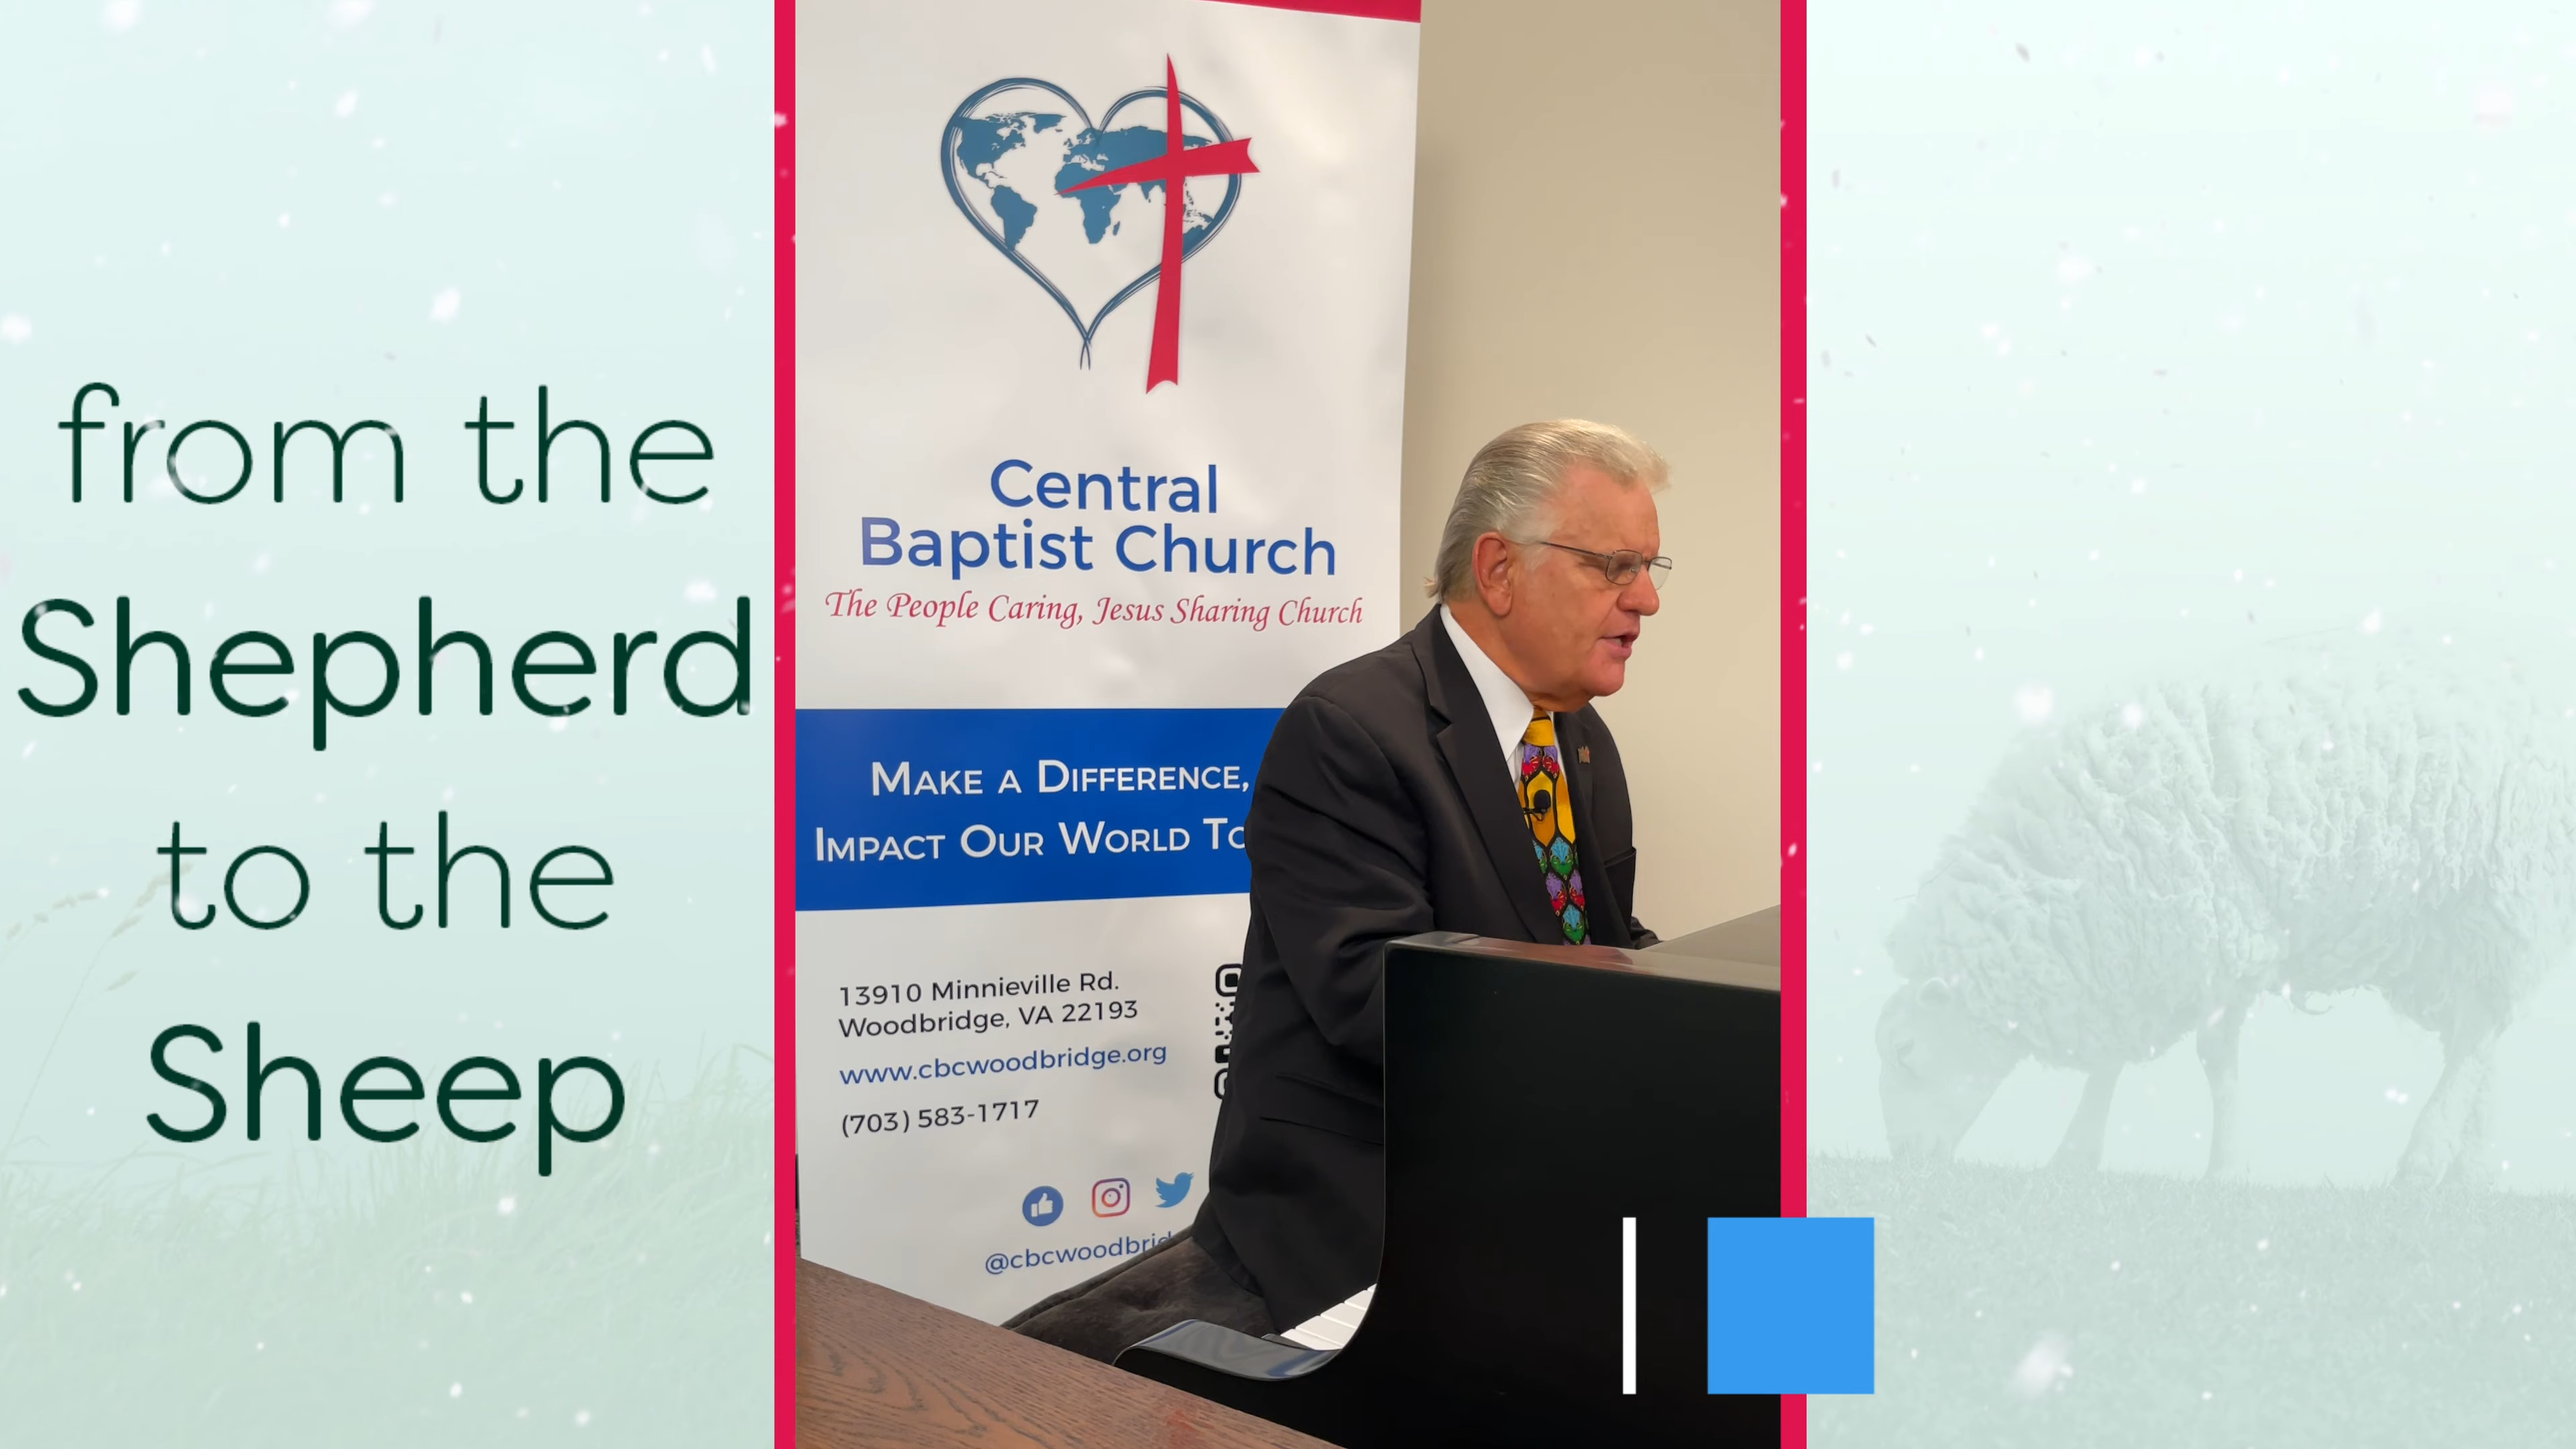 from the
Shepherd
to the
Sheep
Central
Baptist Church
The People Caring, Jesus Sharing Church
Make a Difference,
Impact Our World
13910 Minnieville Rd.
Woodbridge, VA 22193
www.cbcwoodbridge.org
(703) 583-1717